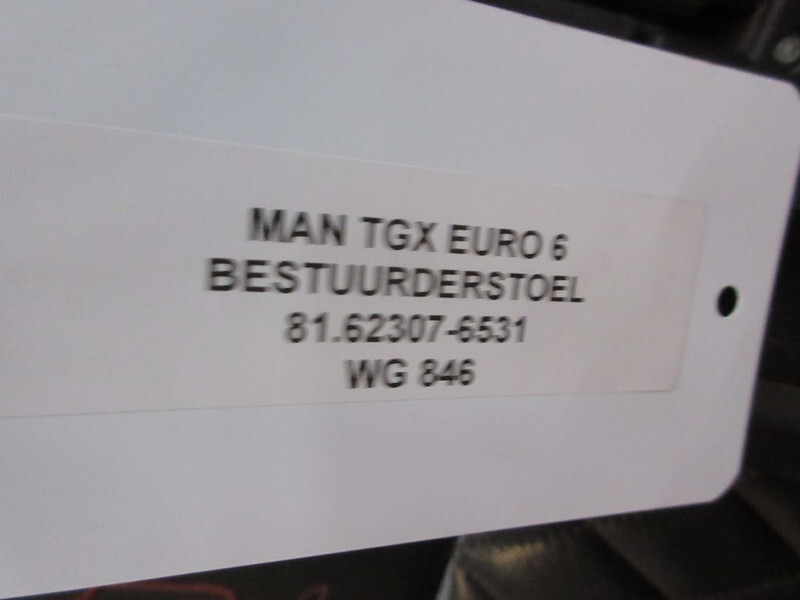 MAN TGX EURO 6
BESTUURDERSTOEL
81.62307-6531
WG 846